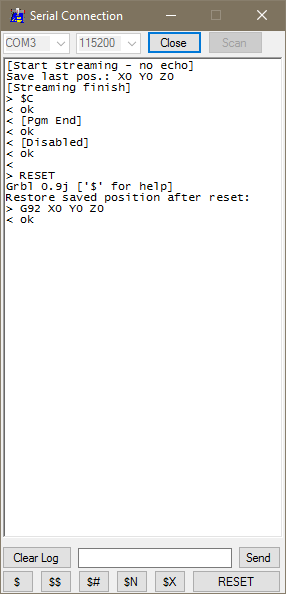 Serial Connection
COM3 115200 Close Scan
[Start streaming - no echo]
Save last pos.: X0 Y0 Z0
[Streaming finish]
> $C
< ok
< [Pgm End]
< ok
< [Disabled]
< ok
<
> RESET
Grbl 0.9j ['$' for help]
Restore saved position after reset:
> G92 X0 Y0 Z0
< ok
Clear Log Send
$ $$ $# $N $X RESET